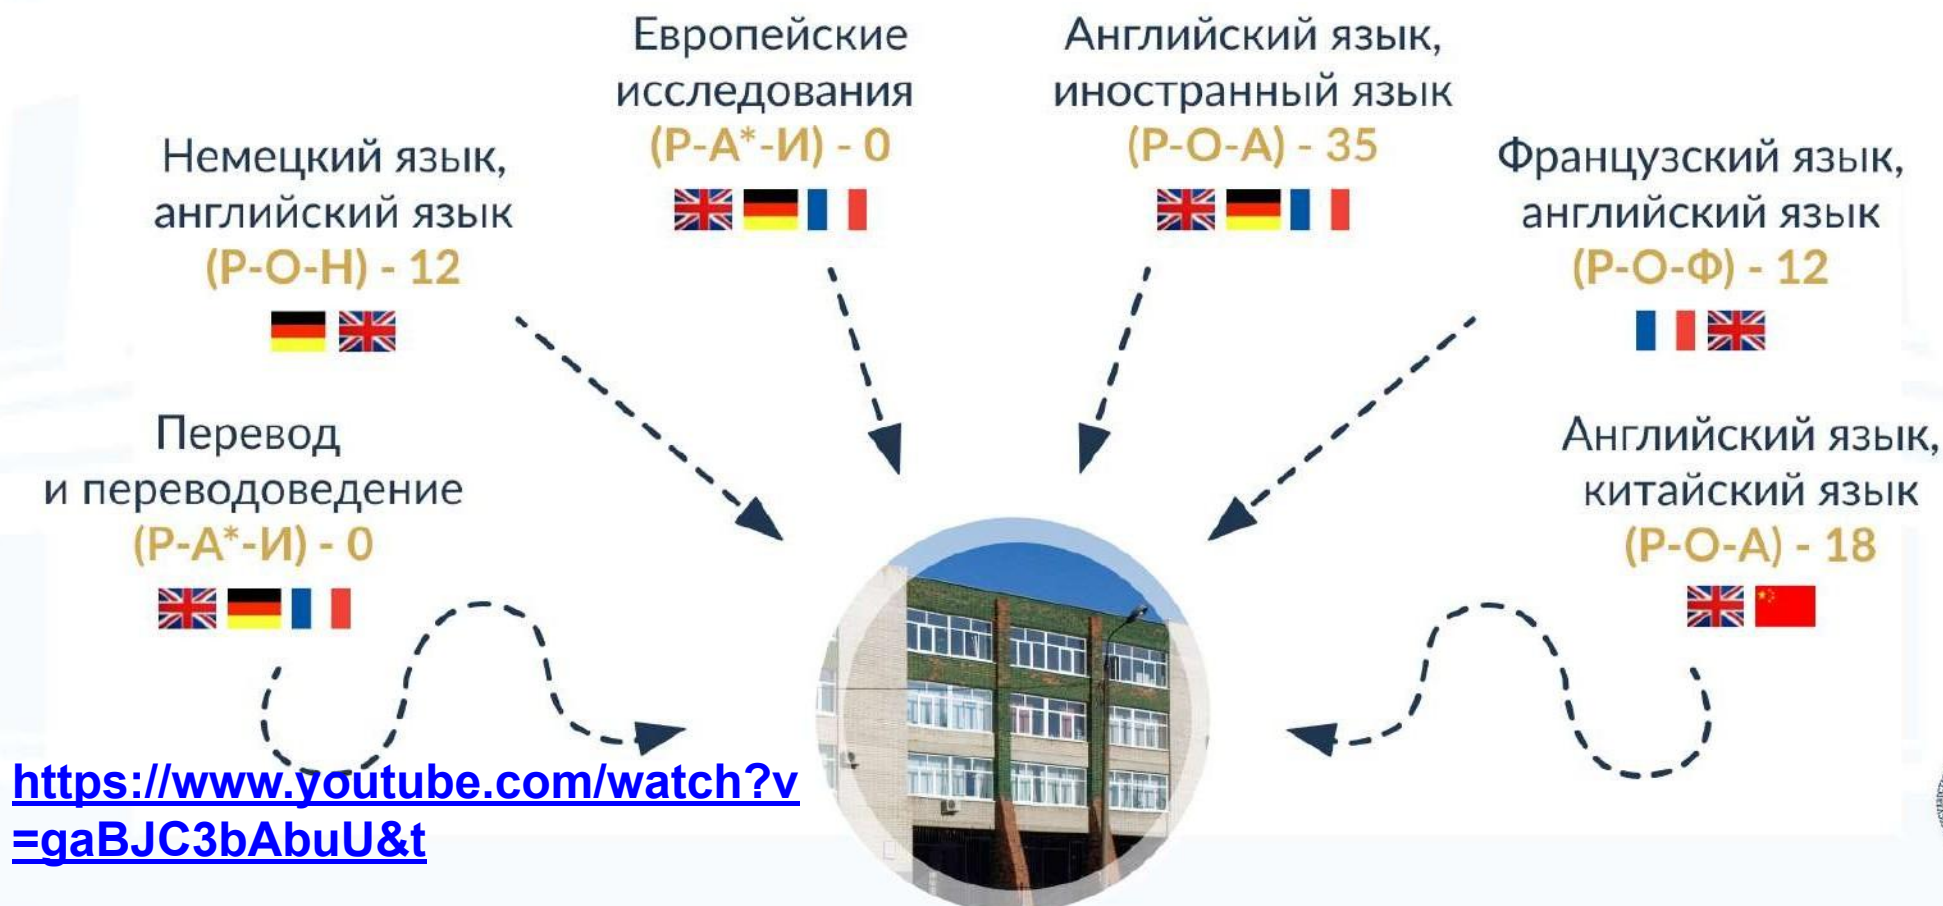 Европейские
исследования
(Р-А*-И) - 0
Английский язык,
иностранный язык
(Р-О-А) - 35
Немецкий язык,
английский язык
(Р-О-Н) - 12
Французский язык,
английский язык
(Р-О-Ф) - 12
Перевод
и переводоведение
(Р-А*-И) - 0
Английский язык,
китайский язык
(Р-О-А) - 18
https://www.youtube.com/watch?v
=gaBJC3bAbuU&t